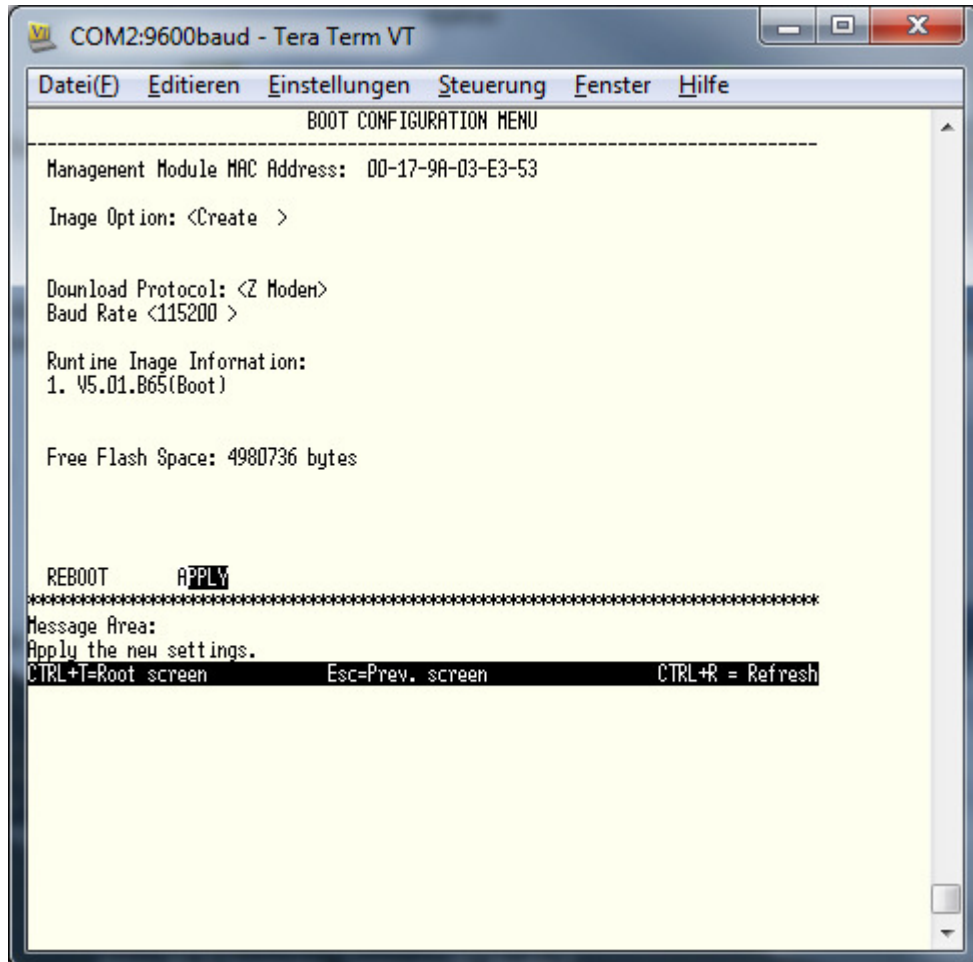 COM2:9600baud - Tera Term VT
Datei(F) Editieren Einstellungen Steuerung Fenster Hilfe
BOOT CONFIGURATION MENU
--------------------------------------------------------------------------------
Management Module MAC Address: 00-17-9A-03-E3-53
Image Option: <Create >
Download Protocol: <Z Modem>
Baud Rate <115200 >
Runtime Image Information:
1. V5.01.B65(Boot)
Free Flash Space: 4980736 bytes
REBOOT APPLY
********************************************************************************
Message Area:
Apply the new settings.
CTRL+T=Root screen Esc=Prev. screen CTRL+R = Refresh